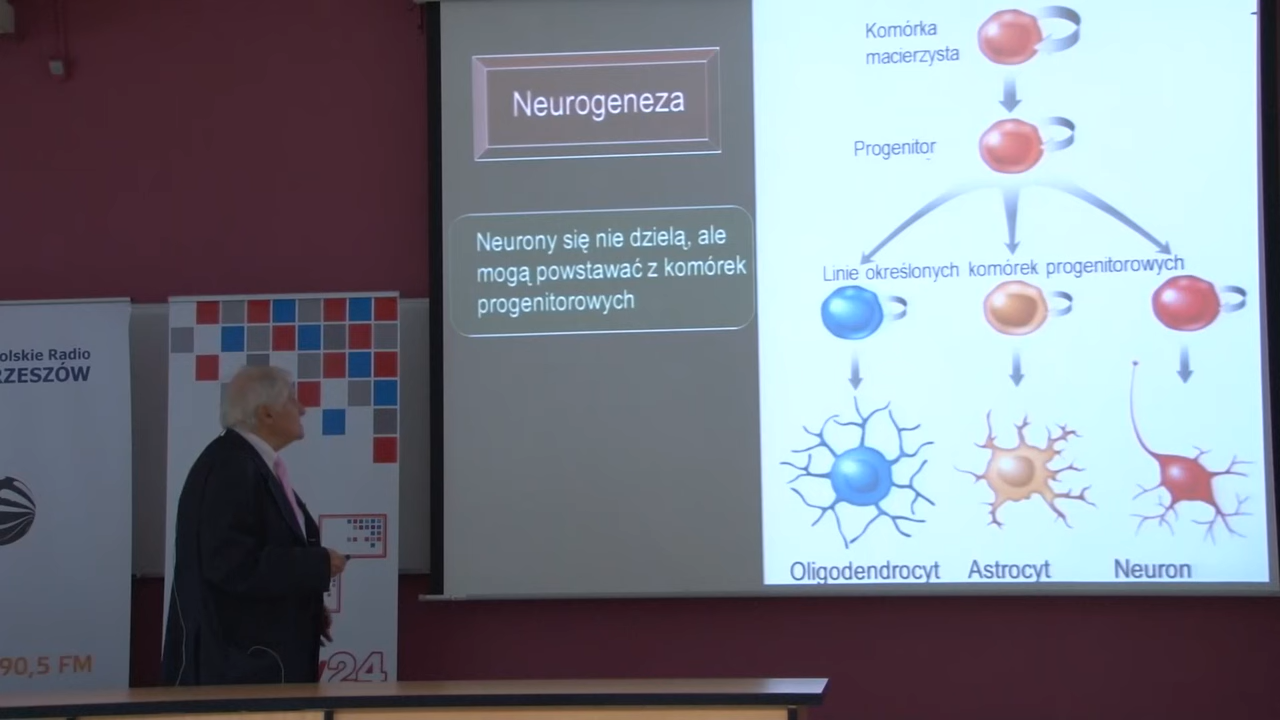 Neurogeneza
Neurony się nie dzielą, ale
mogą powstawać z komórek
progenitorowych
Komórka
macierzysta
Progenitor
Linie określonych komórek progenitorowych
Oligodendrocyt
Astrocyt
Neuron
olskie Radio
RZESZÓW
90,5 FM
24